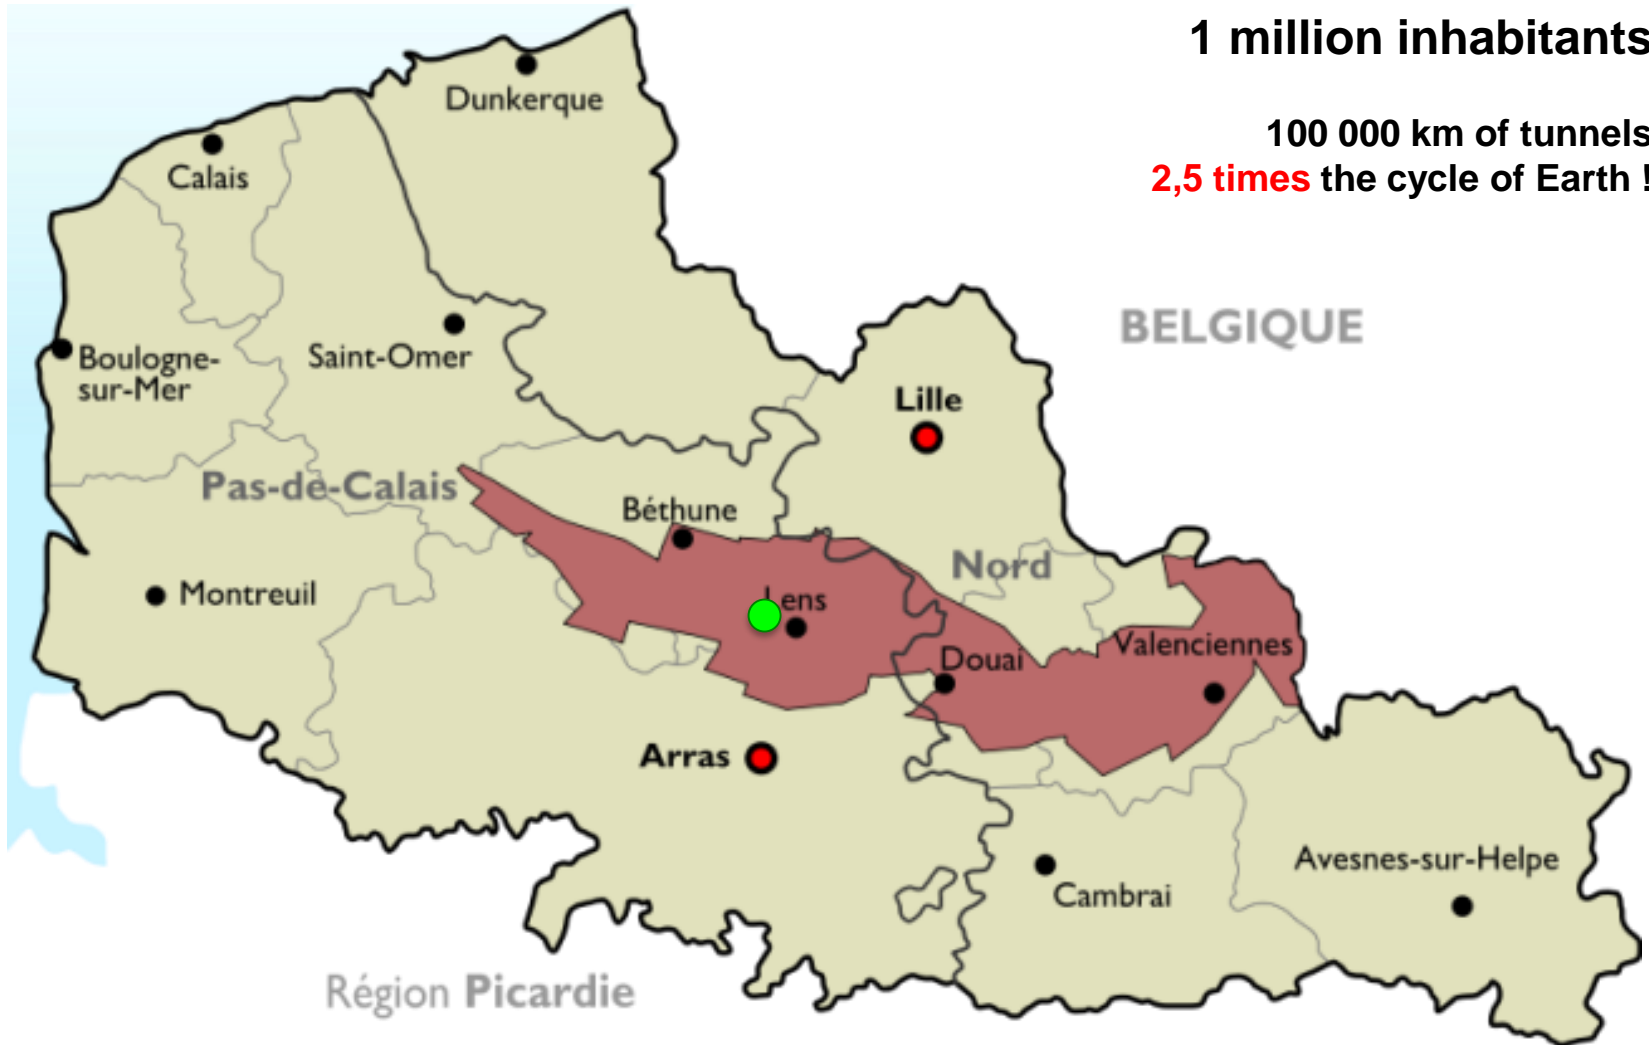 1 million inhabitants
100 000 km of tunnels
2,5 times the cycle of Earth !
Dunkerque
Calais
BELGIQUE
Boulogne-
sur-Mer
Saint-Omer
Lille
Pas-de-Calais
Béthune
Nord
Montreuil
Lens
Valenciennes
Douai
Arras
Avesnes-sur-Helpe
Cambrai
Région Picardie